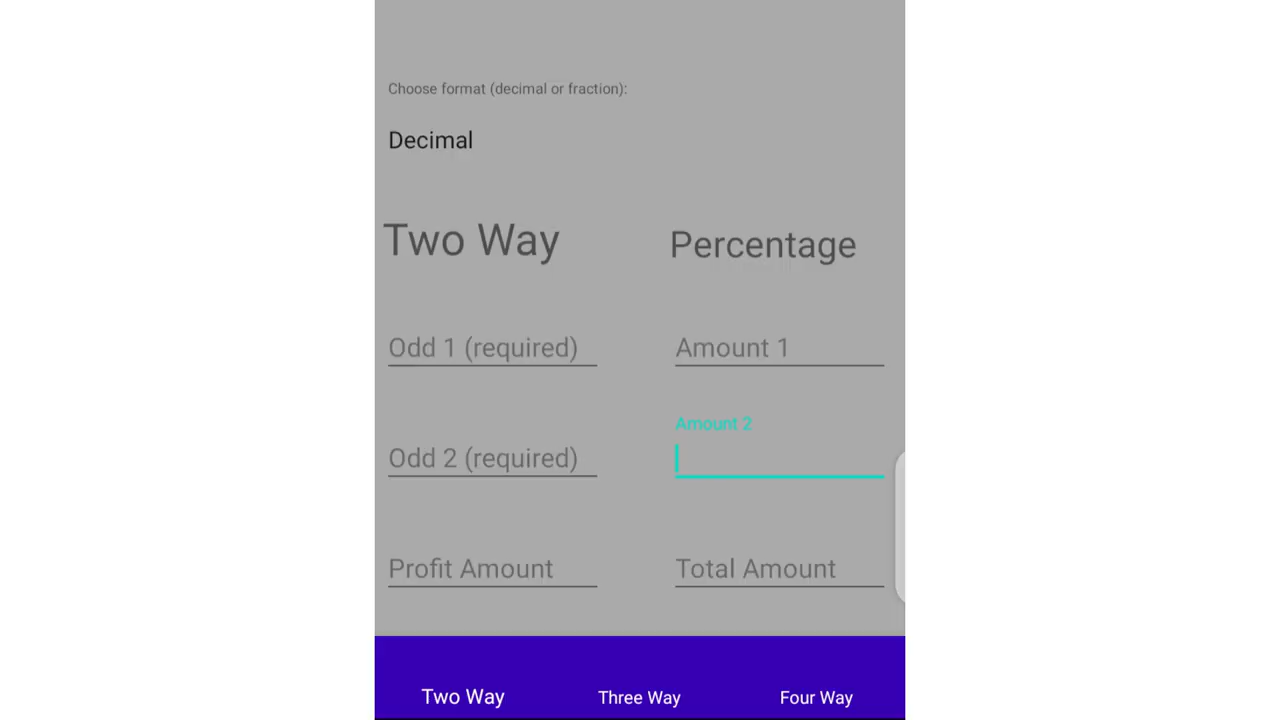 Choose format (decimal or fraction):
Decimal
Two Way Percentage
Odd 1 (required) Amount 1
Amount 2
Odd 2 (required)
Profit Amount Total Amount
Two Way Three Way Four Way